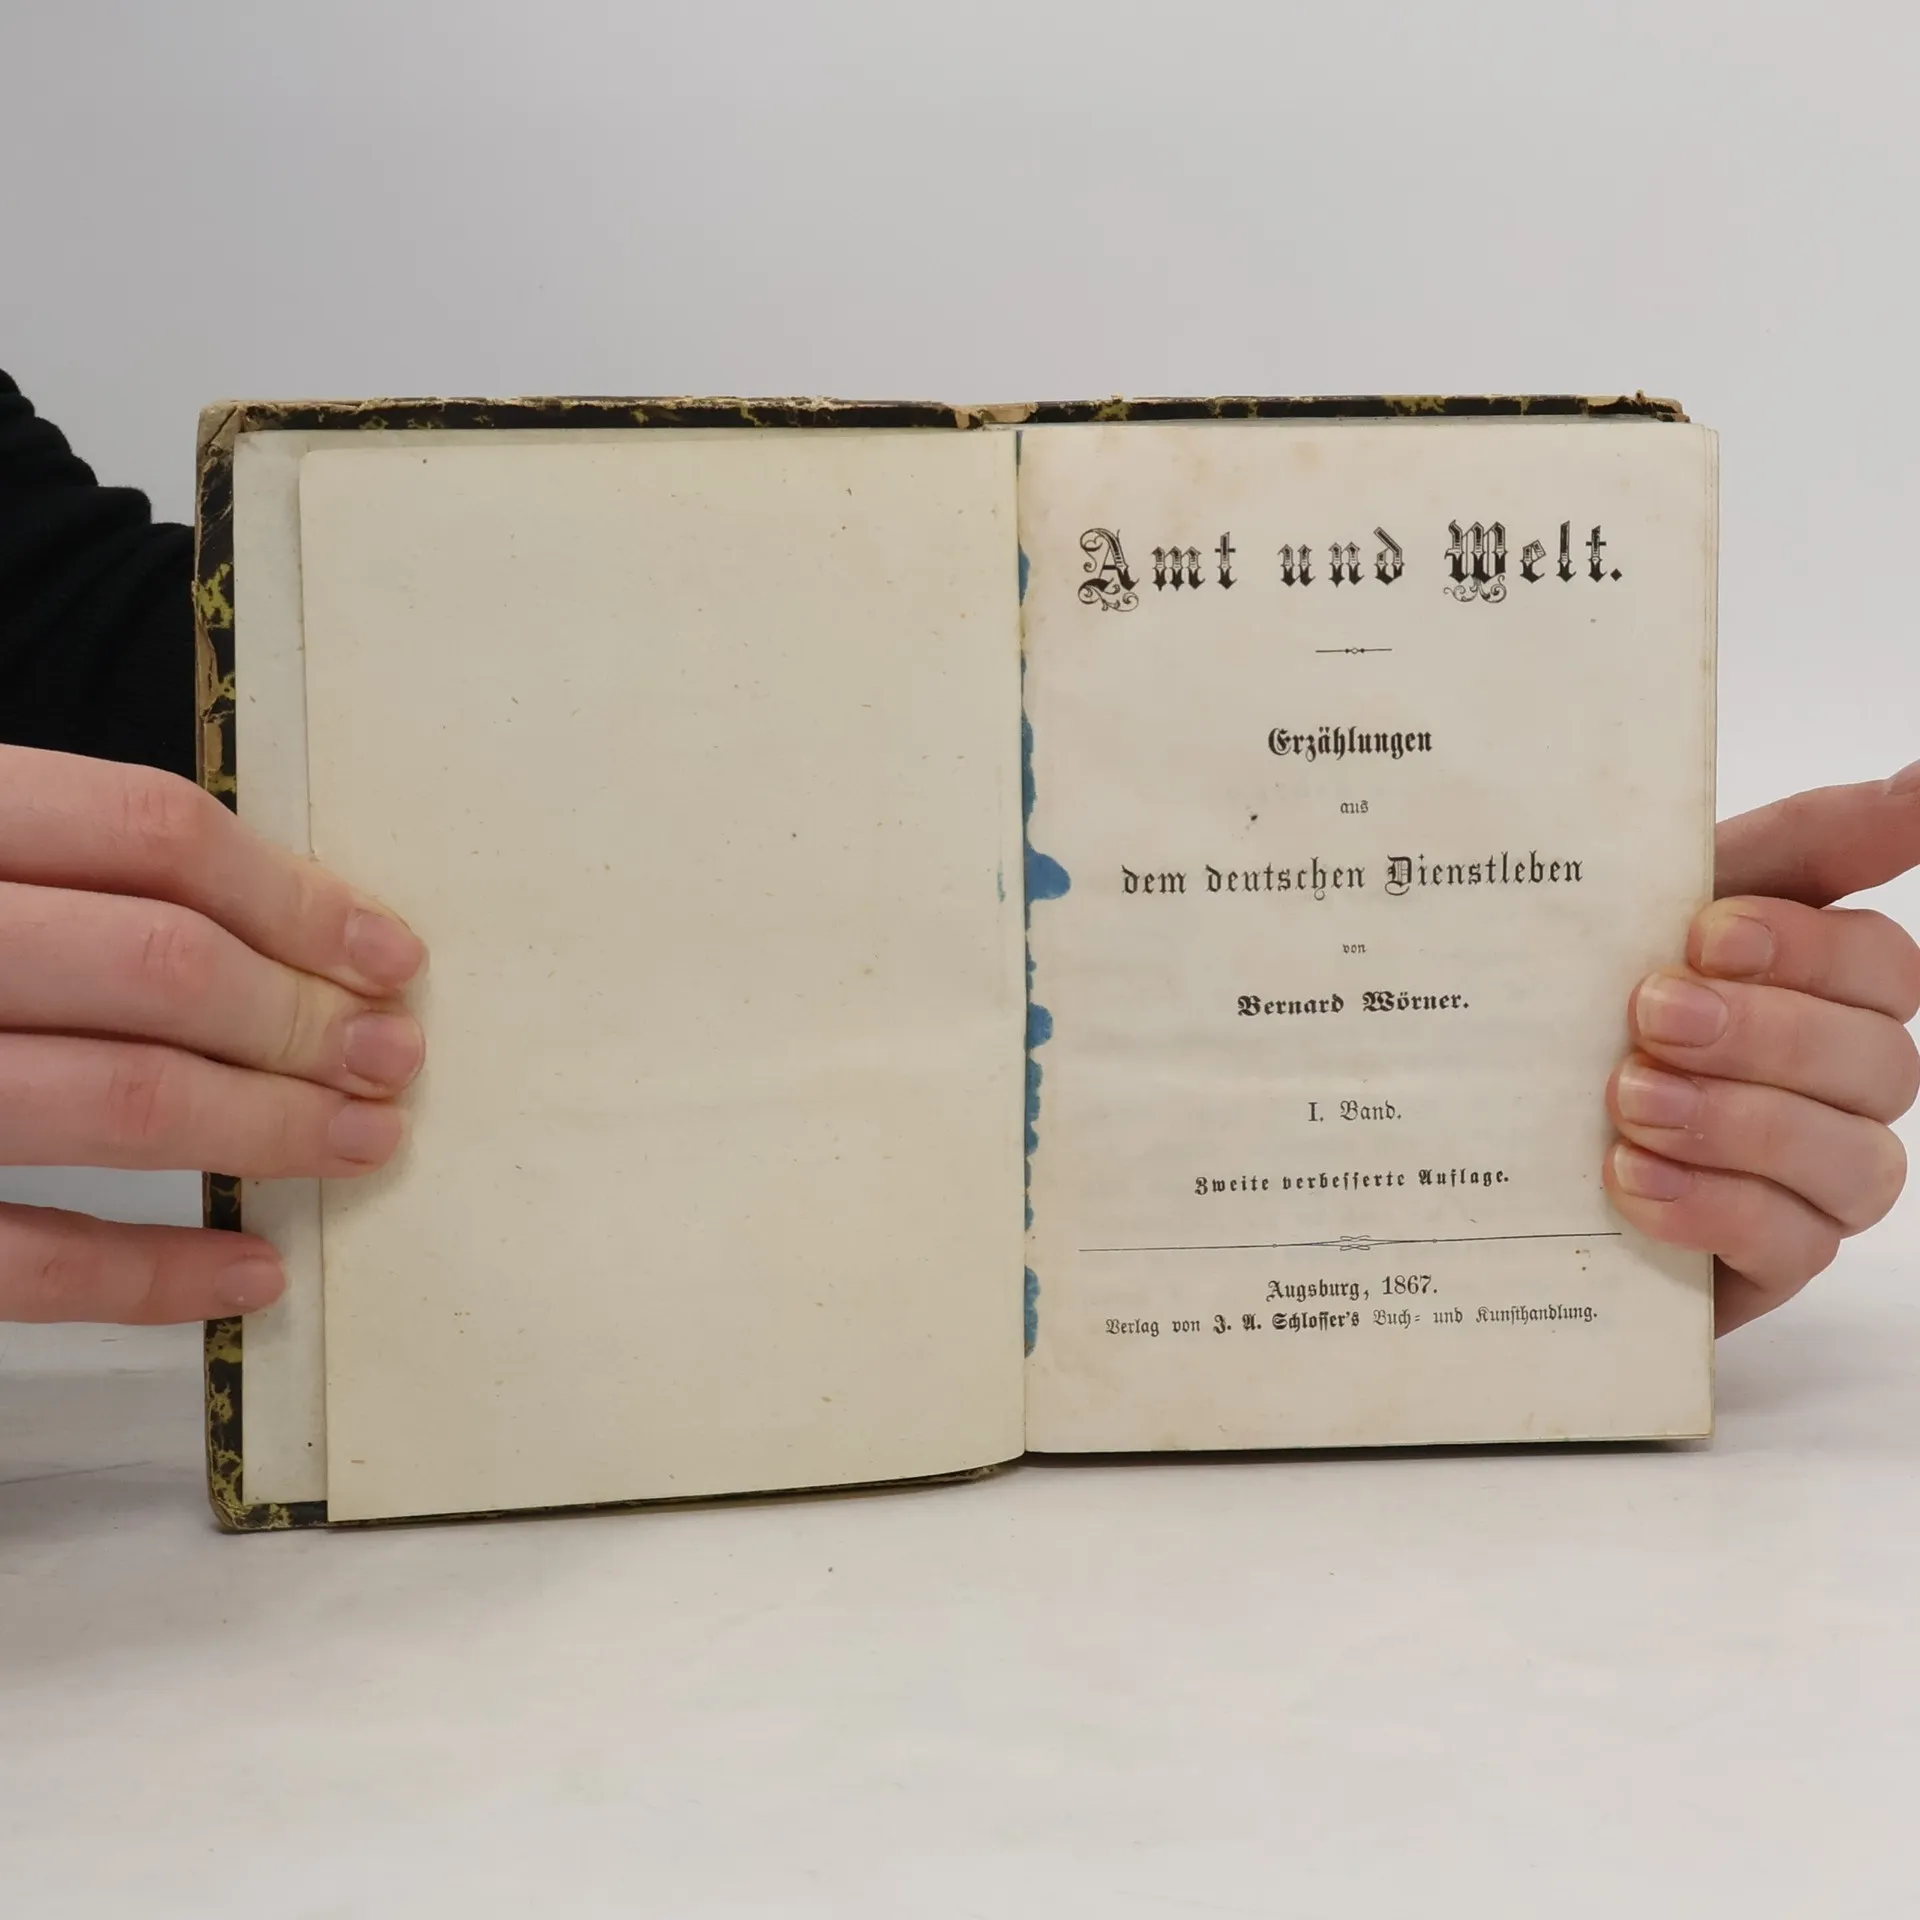 Amt und Welt.
Erzählungen
aus
dem deutschen Dienstleben
von
Bernard Wörner.
I. Band.
Zweite verbesserte Auflage.
Augsburg, 1867.
Verlag von J. A. Schlosser's Buch- und Kunsthandlung.